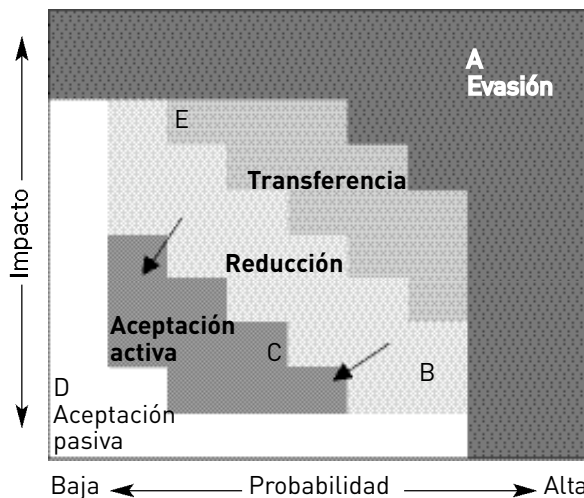 A
Evasión
E
Transferencia
Impacto
Reducción
Aceptación
activa
C
B
D
Aceptación
pasiva
Baja
Probabilidad
Alta